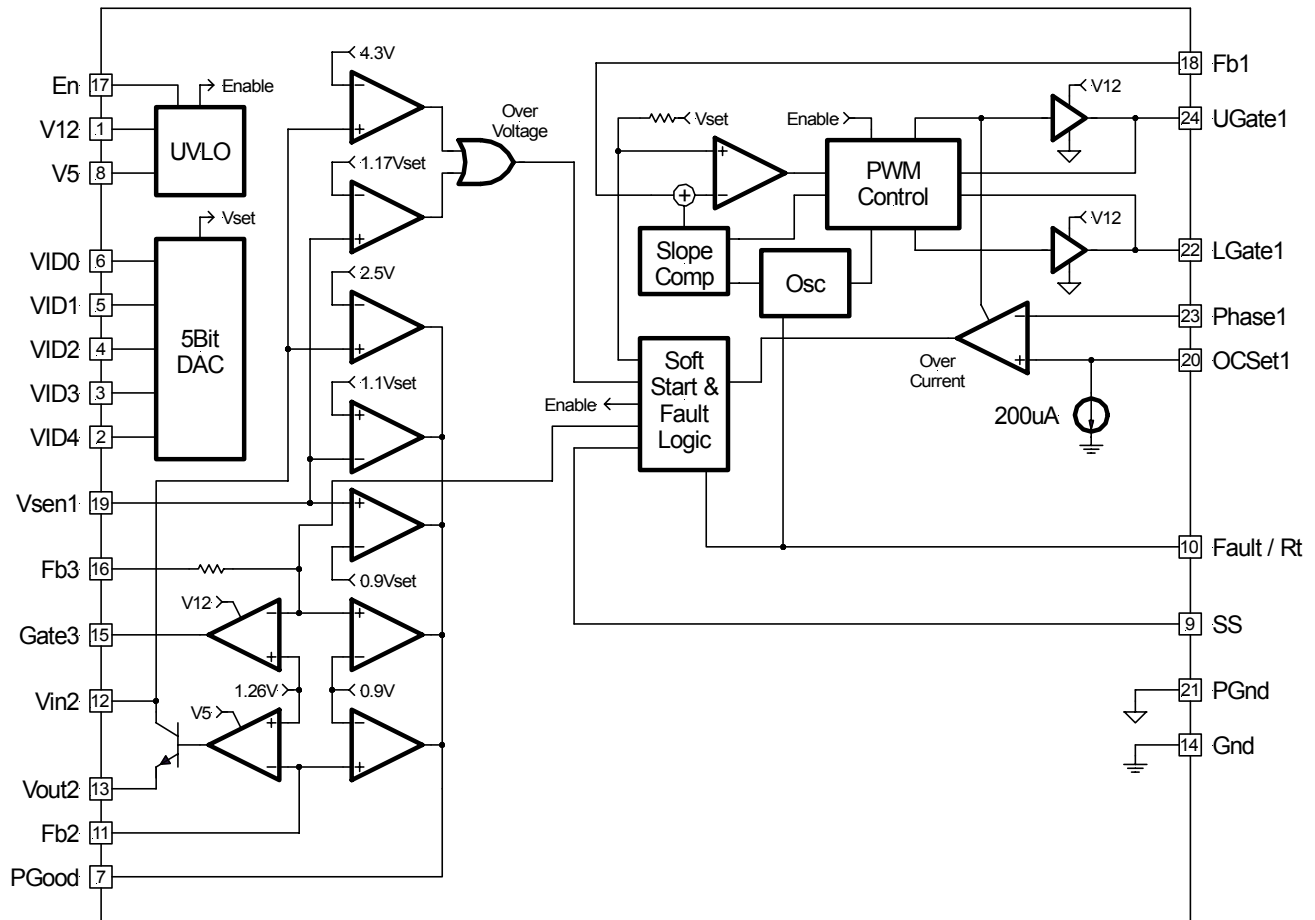 En 17
V12 1
V5 8
UVLO
Enable
Vset
VID0 6
VID1 5
VID2 4
VID3 3
VID4 2
5Bit
DAC
Vsen1 19
Fb3 16
Gate3 15
Vin2 12
Vout2 13
Fb2 11
PGood 7
4.3V
1.17Vset
2.5V
1.1Vset
0.9Vset
V12
1.26V
0.9V
V5
Over
Voltage
Vset
Enable
PWM
Control
Slope
Comp
Osc
V12
V12
Soft
Start &
Fault
Logic
Enable
Over
Current
200uA
18 Fb1
24 UGate1
22 LGate1
23 Phase1
20 OCSet1
10 Fault / Rt
9 SS
21 PGnd
14 Gnd
+
−